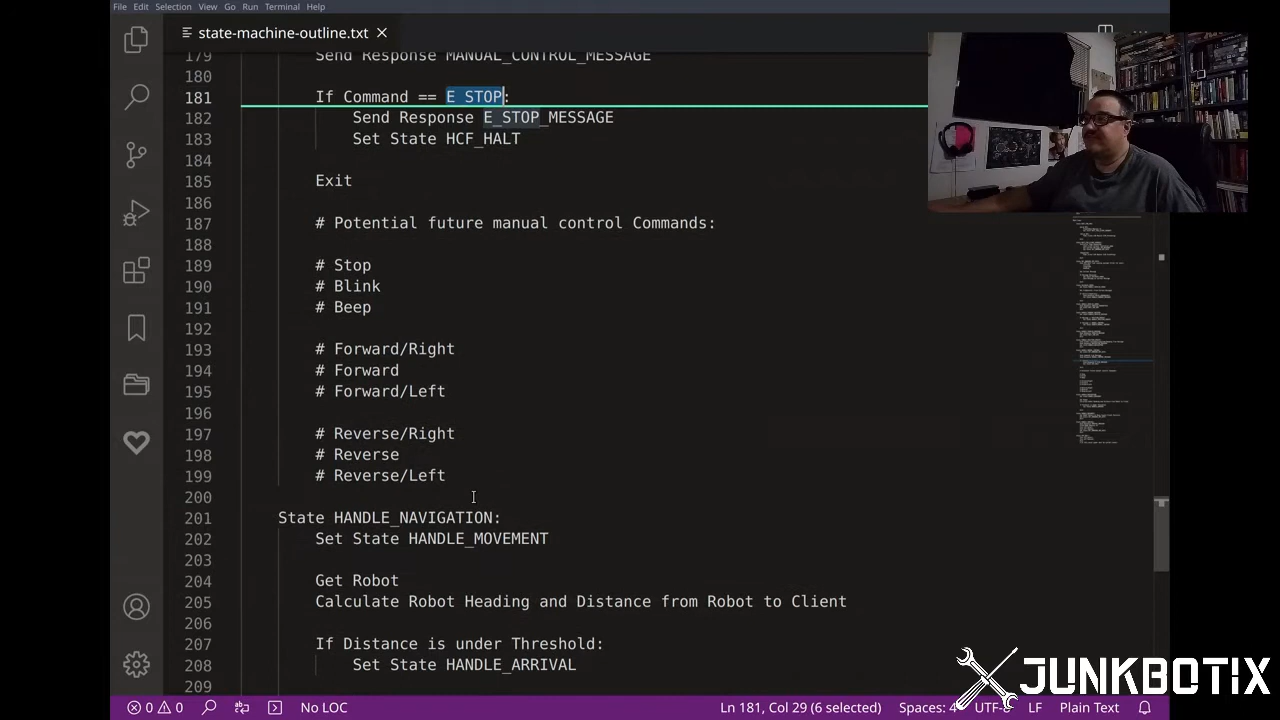 File Edit Selection View Go Run Terminal Help
state-machine-outline.txt
179 Send Response MANUAL_CONTROL_MESSAGE
180
181 If Command == E_STOP:
182 Send Response E_STOP_MESSAGE
183 Set State HCF_HALT
184
185 Exit
186
187 # Potential future manual control Commands:
188
189 # Stop
190 # Blink
191 # Beep
192
193 # Forward/Right
194 # Forward
195 # Forward/Left
196
197 # Reverse/Right
198 # Reverse
199 # Reverse/Left
200
201 State HANDLE_NAVIGATION:
202 Set State HANDLE_MOVEMENT
203
204 Get Robot
205 Calculate Robot Heading and Distance from Robot to Client
206
207 If Distance is under Threshold:
208 Set State HANDLE_ARRIVAL
209
JUNKBOTIX
0 0 No LOC Ln 181, Col 29 (6 selected) Spaces: 4 UTF-8 LF Plain Text